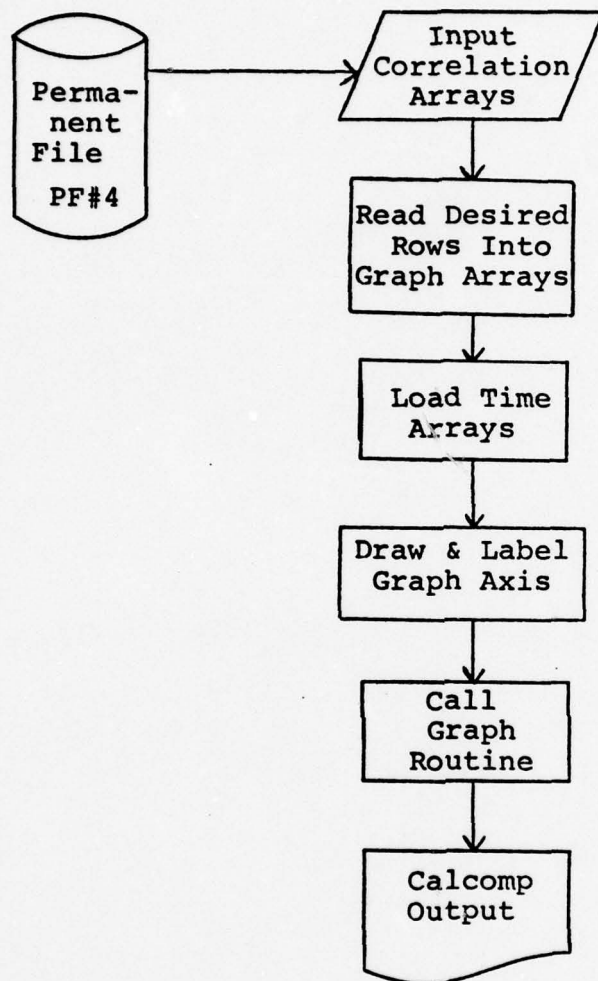 Perma-
nent
File
PF#4
Input
Correlation
Arrays
Read Desired
Rows Into
Graph Arrays
Load Time
Arrays
Draw & Label
Graph Axis
Call
Graph
Routine
Calcomp
Output